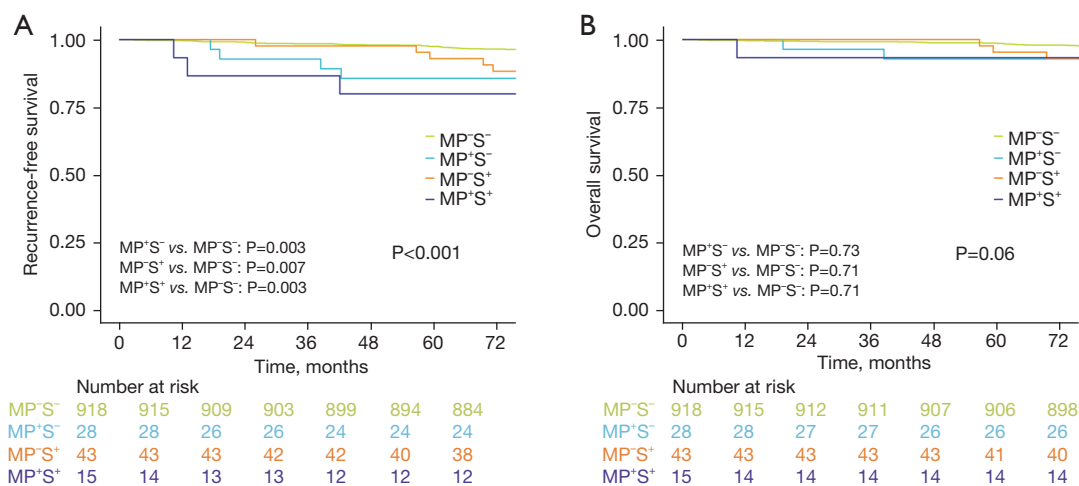 A
Recurrence-free survival
1.00
0.75
0.50
0.25
0.00
MP⁻S⁻
MP⁺S⁻
MP⁻S⁺
MP⁺S⁺
MP⁺S⁻ vs. MP⁻S⁻: P=0.003
MP⁻S⁺ vs. MP⁻S⁻: P=0.007
MP⁺S⁺ vs. MP⁻S⁻: P=0.003
P<0.001
0 12 24 36 48 60 72
Time, months
Number at risk
MP⁻S⁻ 918 915 909 903 899 894 884
MP⁺S⁻ 28 28 26 26 24 24 24
MP⁻S⁺ 43 43 43 42 42 40 38
MP⁺S⁺ 15 14 13 13 12 12 12
B
Overall survival
1.00
0.75
0.50
0.25
0.00
MP⁻S⁻
MP⁺S⁻
MP⁻S⁺
MP⁺S⁺
MP⁺S⁻ vs. MP⁻S⁻: P=0.73
MP⁻S⁺ vs. MP⁻S⁻: P=0.71
MP⁺S⁺ vs. MP⁻S⁻: P=0.71
P=0.06
0 12 24 36 48 60 72
Time, months
Number at risk
MP⁻S⁻ 918 915 912 911 907 906 898
MP⁺S⁻ 28 28 27 27 26 26 26
MP⁻S⁺ 43 43 43 43 43 41 40
MP⁺S⁺ 15 14 14 14 14 14 14